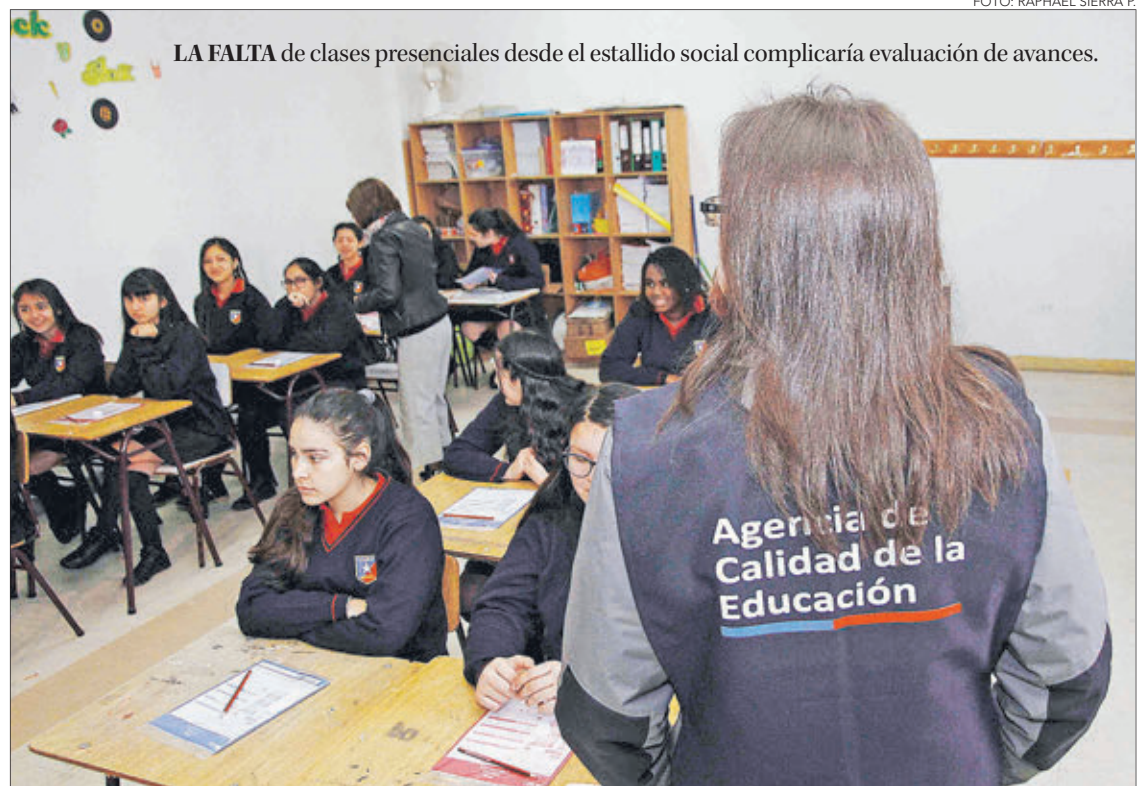 FOTO: RAPHAEL SIERRA P.
LA FALTA de clases presenciales desde el estallido social complicaría evaluación de avances.
Agencia de
Calidad de la
Educación